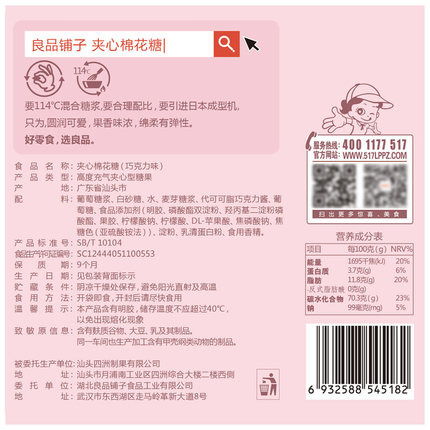 良品铺子 夹心棉花糖|
114℃
要114℃混合糖浆,要合理配比,要引进日本成型机,
只为,圆润可爱,果香味浓,绵柔有弹性。
好零食,选良品。
服务热线: 400 1177 517
官方网站: WWW.517LPPZ.COM
扫出更多惊喜、美食
食品名称: 夹心棉花糖(巧克力味)
产品类型: 高度充气夹心型糖果
产地: 广东省汕头市
配料: 葡萄糖浆、白砂糖、水、麦芽糖浆、代可可脂巧克力酱、葡
萄糖、食品添加剂(明胶、磷酸酯双淀粉、羟丙基二淀粉磷
酸酯、果胶、柠檬酸钠、柠檬酸、DL-苹果酸、焦磷酸钠、焦
糖色(亚硫酸铵法))、淀粉、乳清蛋白粉、食用香精。
产品标准号: SB/T 10104
食品生产许可证编号: SC12444051100553
保质期: 9个月
生产日期: 见包装背面标示
贮藏条件: 阴凉干燥处保存,避免阳光直射及高温
食用方法: 开袋即食,开封后请尽快食用
温馨提示: 本产品含有明胶,储存温度不应超过40℃,
以免出现熔化现象
致敏原信息: 含有麸质谷物、大豆、乳及其制品。
同一车间也生产加工含有甲壳纲类动物的制品。
被委托生产单位: 汕头四洲制果有限公司
地址: 汕头市月浦南工业区四洲综合大楼二楼西侧
委托单位: 湖北良品铺子食品工业有限公司
地址: 武汉市东西湖区走马岭革新大道8号
营养成分表
项目 每100克(g) NRV%
能量 1695千焦(kJ) 20%
蛋白质 3.7克(g) 6%
脂肪 11.8克(g) 20%
-反式脂肪酸 0克(g)
碳水化合物 70.3克(g) 23%
钠 99毫克(mg) 5%
6 932588 545182